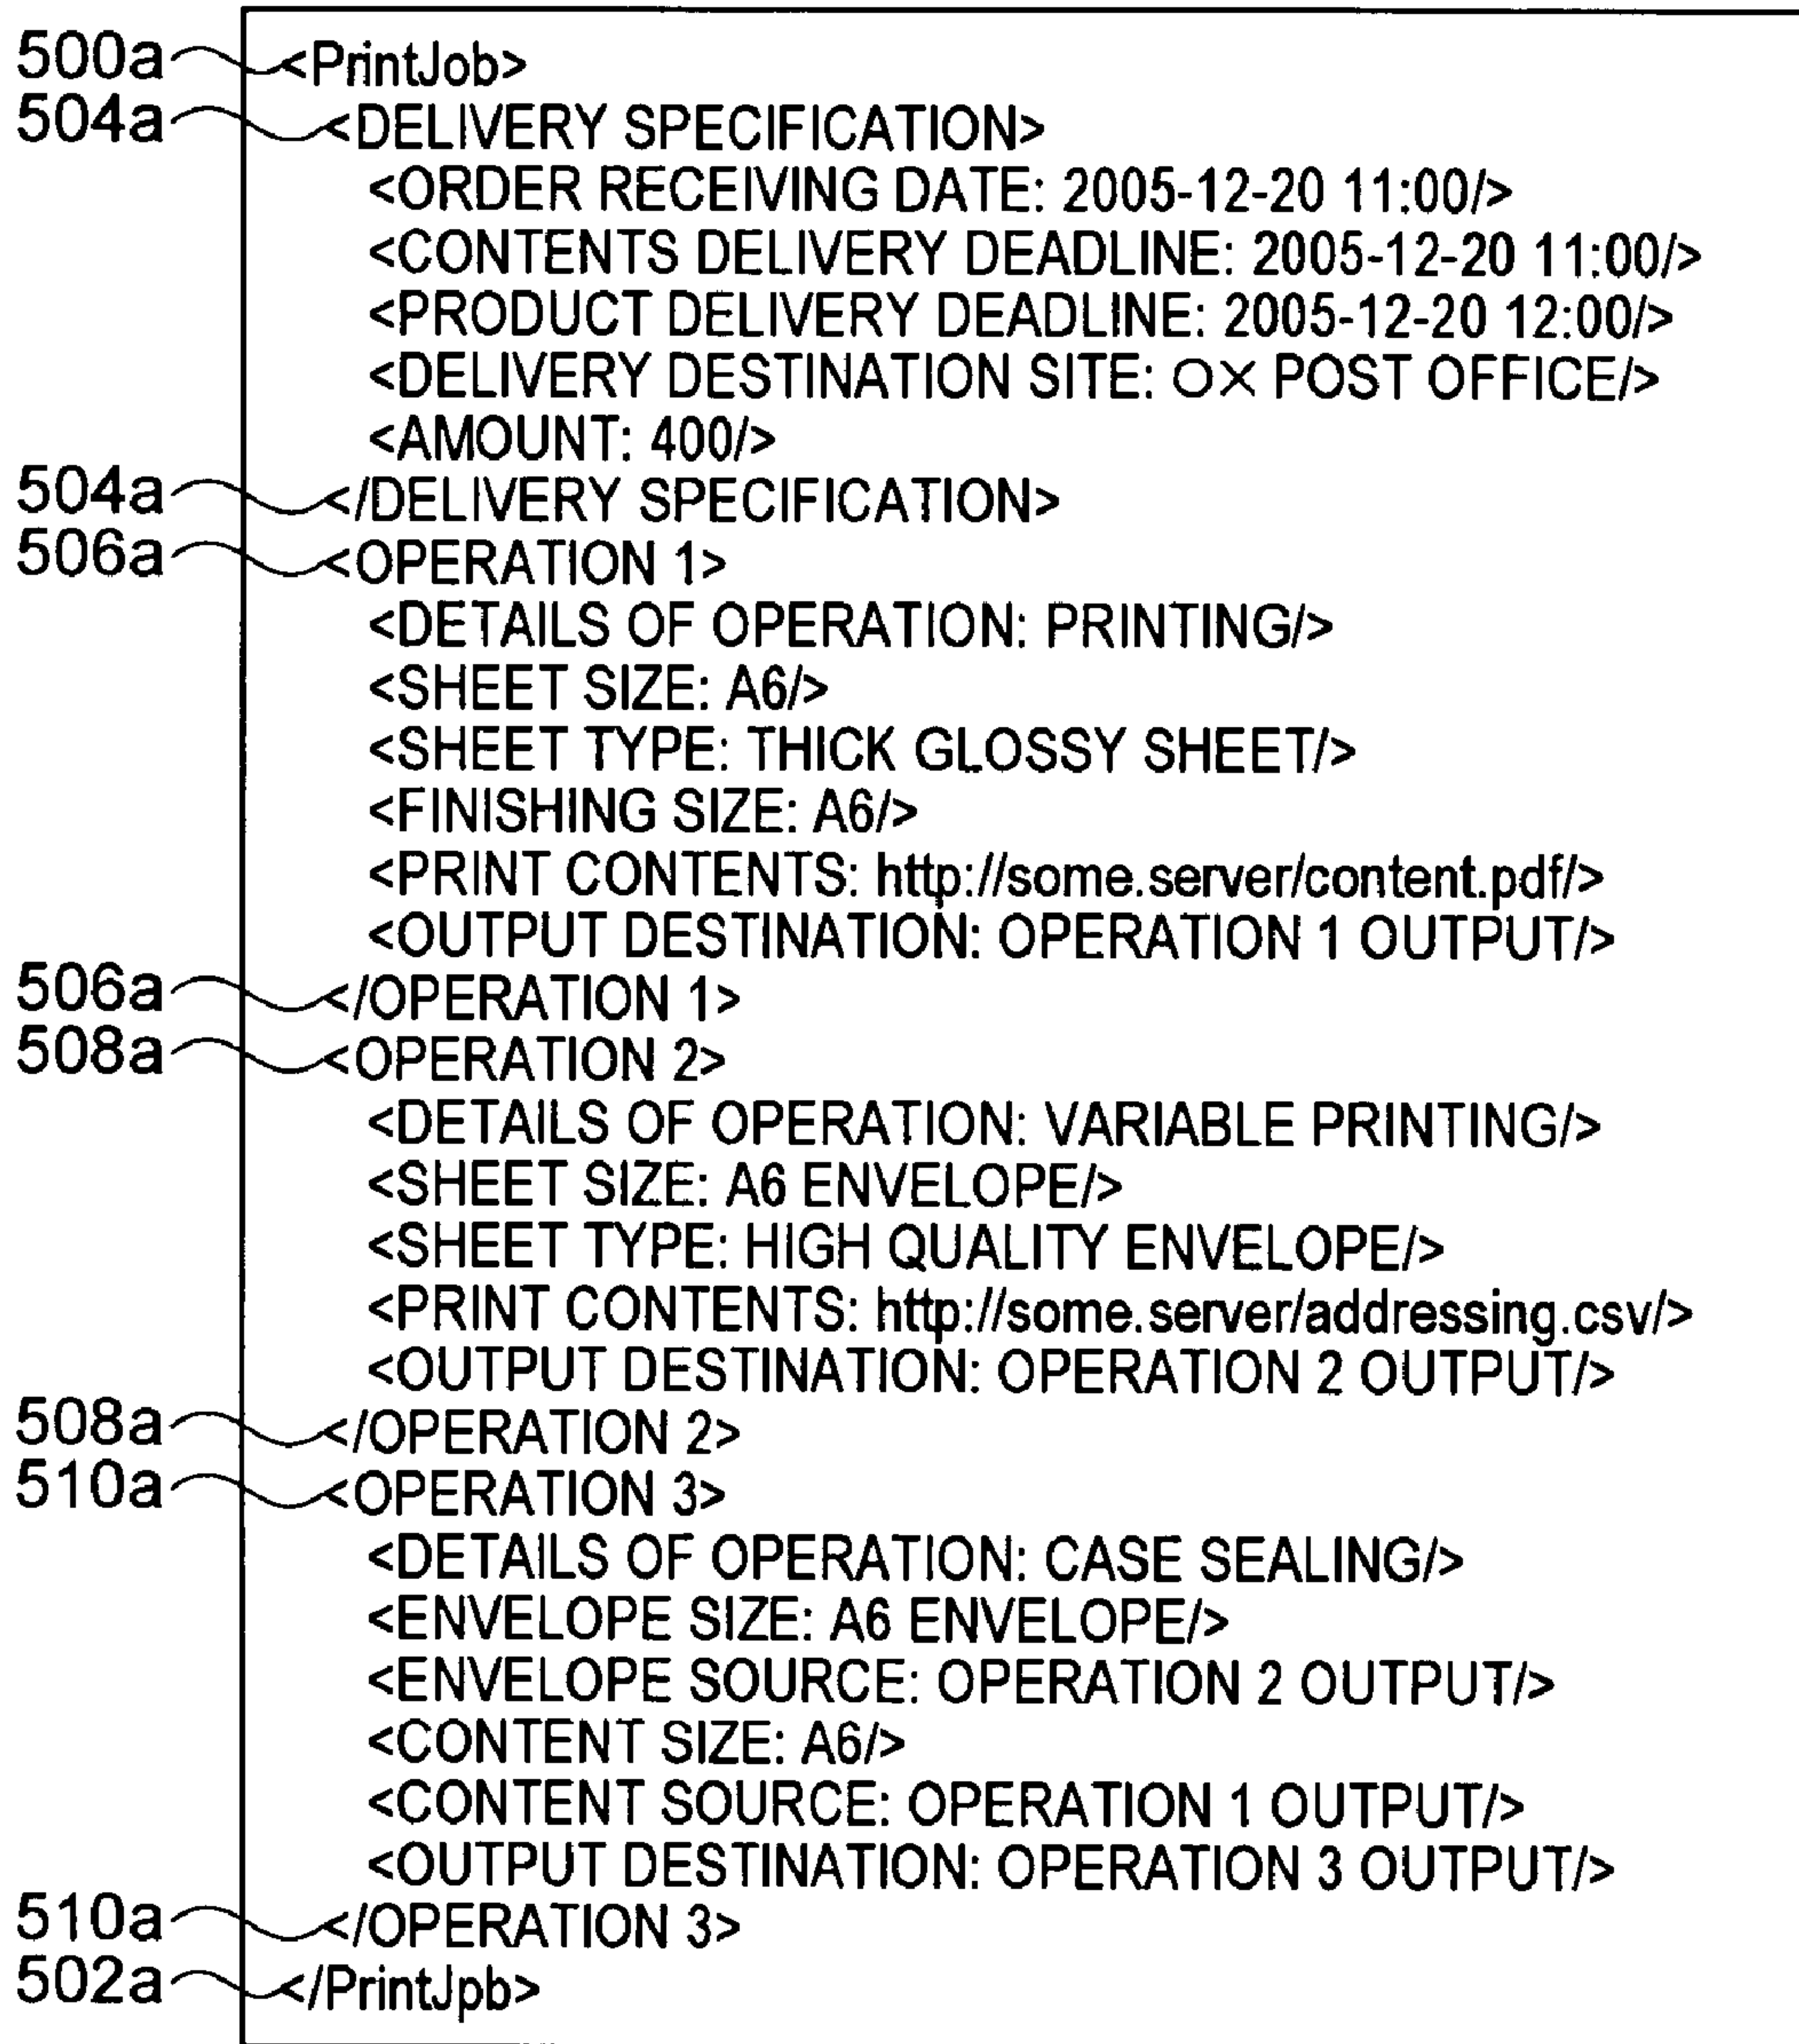 500a <PrintJob>
504a <DELIVERY SPECIFICATION>
<ORDER RECEIVING DATE: 2005-12-20 11:00/>
<CONTENTS DELIVERY DEADLINE: 2005-12-20 11:00/>
<PRODUCT DELIVERY DEADLINE: 2005-12-20 12:00/>
<DELIVERY DESTINATION SITE: ○× POST OFFICE/>
<AMOUNT: 400/>
504a </DELIVERY SPECIFICATION>
506a <OPERATION 1>
<DETAILS OF OPERATION: PRINTING/>
<SHEET SIZE: A6/>
<SHEET TYPE: THICK GLOSSY SHEET/>
<FINISHING SIZE: A6/>
<PRINT CONTENTS: http://some.server/content.pdf/>
<OUTPUT DESTINATION: OPERATION 1 OUTPUT/>
506a </OPERATION 1>
508a <OPERATION 2>
<DETAILS OF OPERATION: VARIABLE PRINTING/>
<SHEET SIZE: A6 ENVELOPE/>
<SHEET TYPE: HIGH QUALITY ENVELOPE/>
<PRINT CONTENTS: http://some.server/addressing.csv/>
<OUTPUT DESTINATION: OPERATION 2 OUTPUT/>
508a </OPERATION 2>
510a <OPERATION 3>
<DETAILS OF OPERATION: CASE SEALING/>
<ENVELOPE SIZE: A6 ENVELOPE/>
<ENVELOPE SOURCE: OPERATION 2 OUTPUT/>
<CONTENT SIZE: A6/>
<CONTENT SOURCE: OPERATION 1 OUTPUT/>
<OUTPUT DESTINATION: OPERATION 3 OUTPUT/>
510a </OPERATION 3>
502a </PrintJpb>